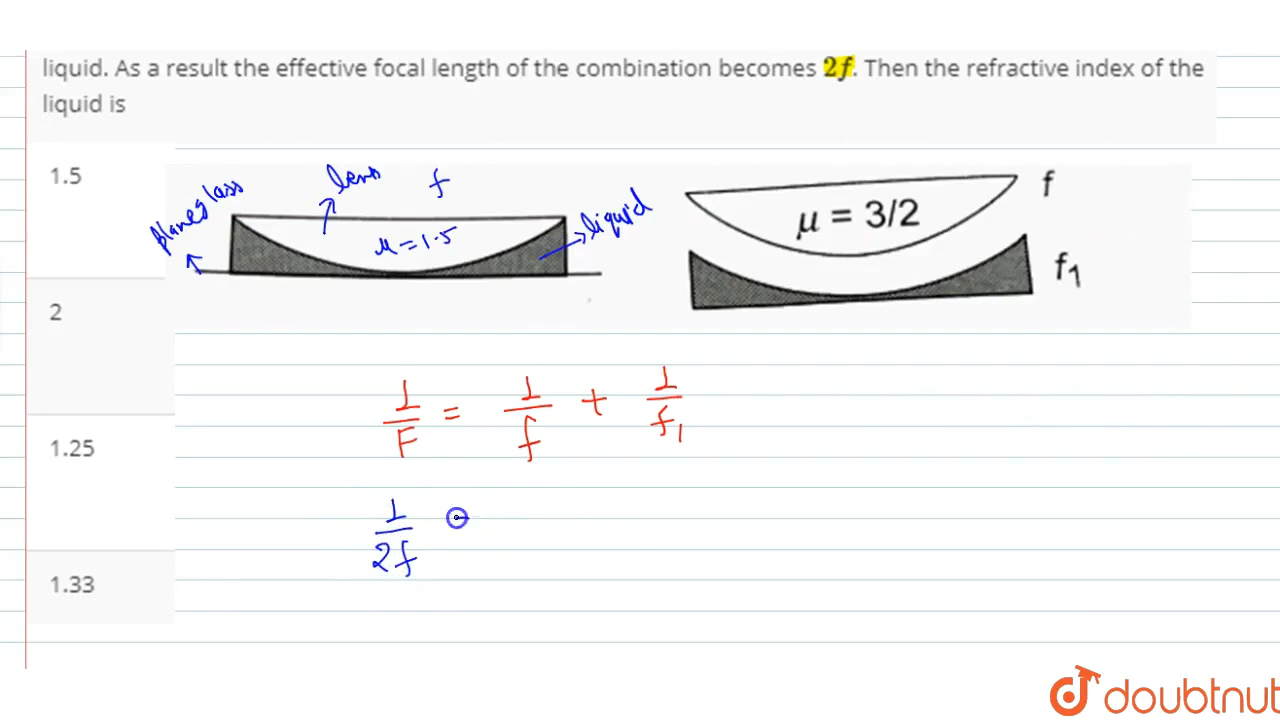 liquid. As a result the effective focal length of the combination becomes 2f. Then the refractive index of the
liquid is
1.5
2
1.25
1.33
plane glass
lens
f
μ = 1.5
liquid
μ = 3/2
f
f₁
1/F = 1/f + 1/f₁
1/2f
doubtnut